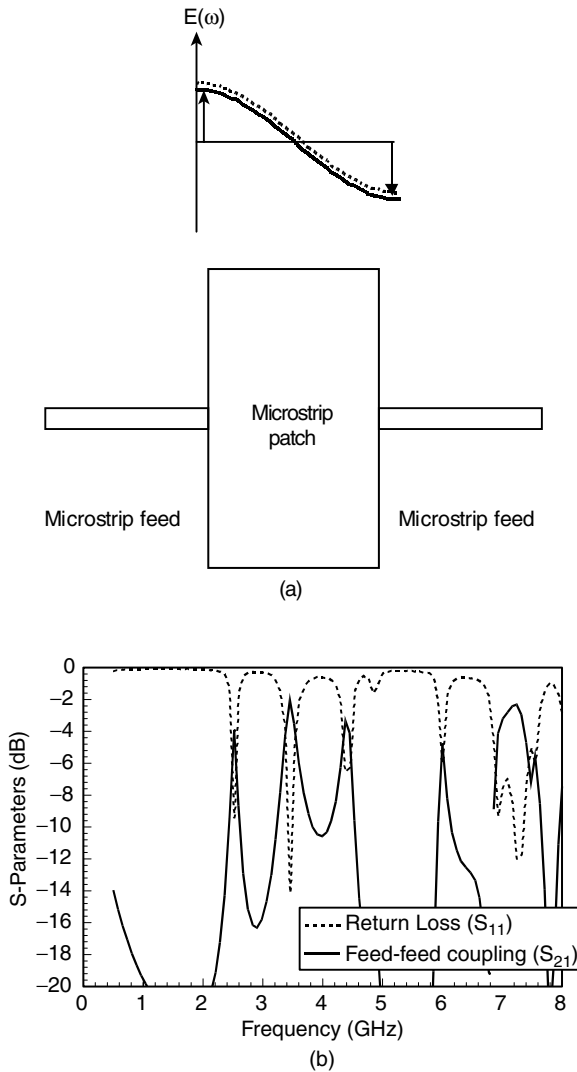 E(ω)
Microstrip
patch
Microstrip feed
Microstrip feed
(a)
0
–2
–4
–6
–8
–10
–12
–14
–16
–18
–20
S-Parameters (dB)
Return Loss (S11)
Feed-feed coupling (S21)
0 1 2 3 4 5 6 7 8
Frequency (GHz)
(b)